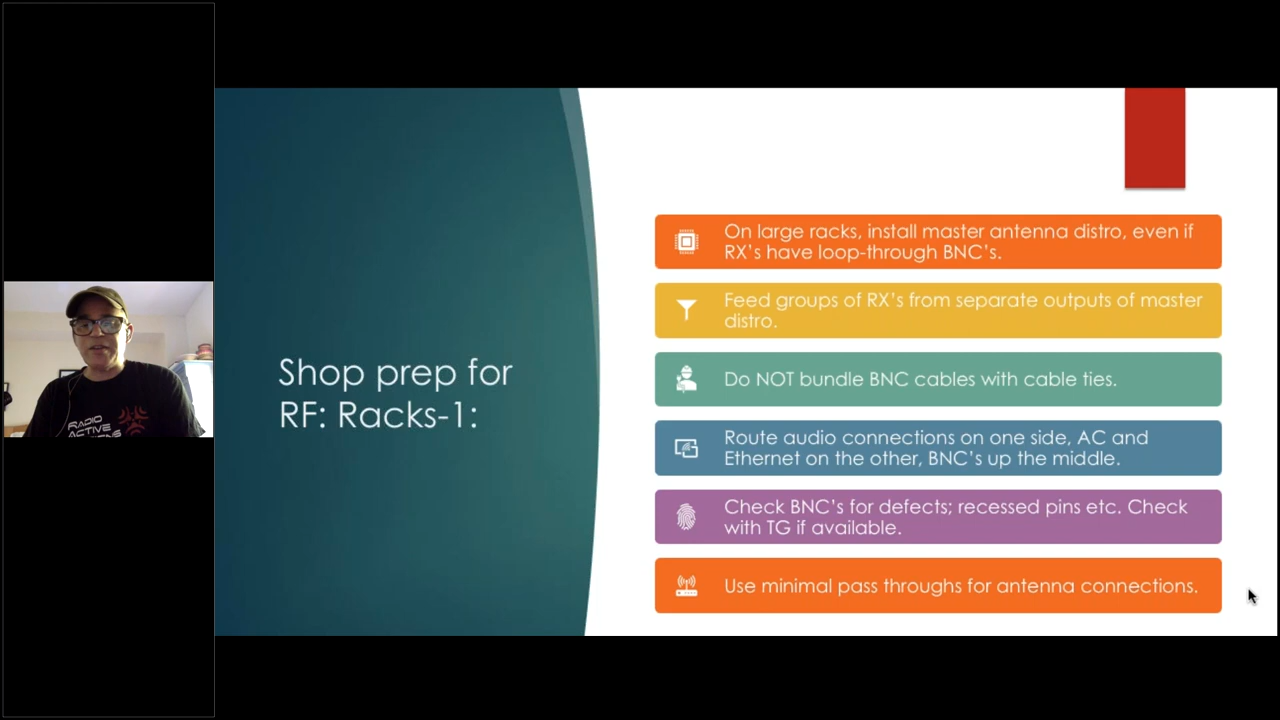 Shop prep for
RF: Racks-1:
On large racks, install master antenna distro, even if
RX's have loop-through BNC's.
Feed groups of RX's from separate outputs of master
distro.
Do NOT bundle BNC cables with cable ties.
Route audio connections on one side, AC and
Ethernet on the other, BNC's up the middle.
Check BNC's for defects; recessed pins etc. Check
with TG if available.
Use minimal pass throughs for antenna connections.
RADIO
ACTIVE